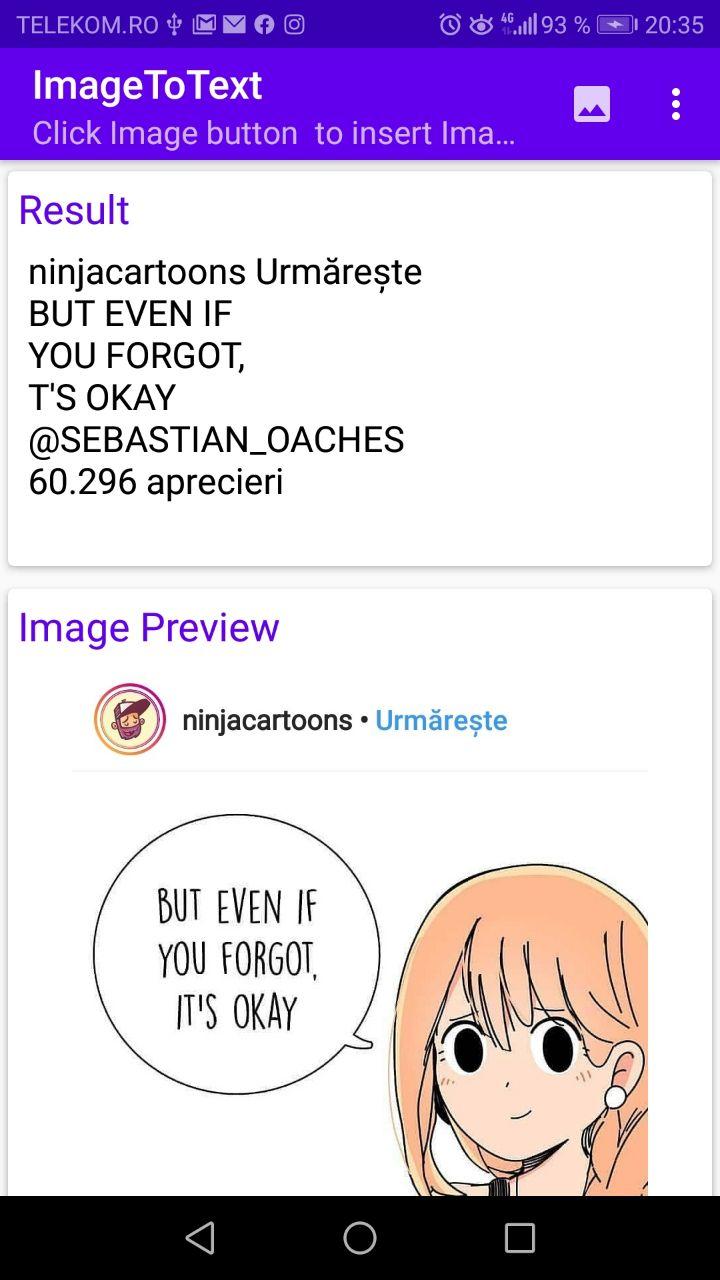 TELEKOM.RO 4G 93 % 20:35
ImageToText
Click Image button  to insert Ima...
Result
ninjacartoons Urmărește
BUT EVEN IF
YOU FORGOT,
T'S OKAY
@SEBASTIAN_OACHES
60.296 aprecieri
Image Preview
ninjacartoons • Urmărește
BUT EVEN IF
YOU FORGOT,
IT'S OKAY